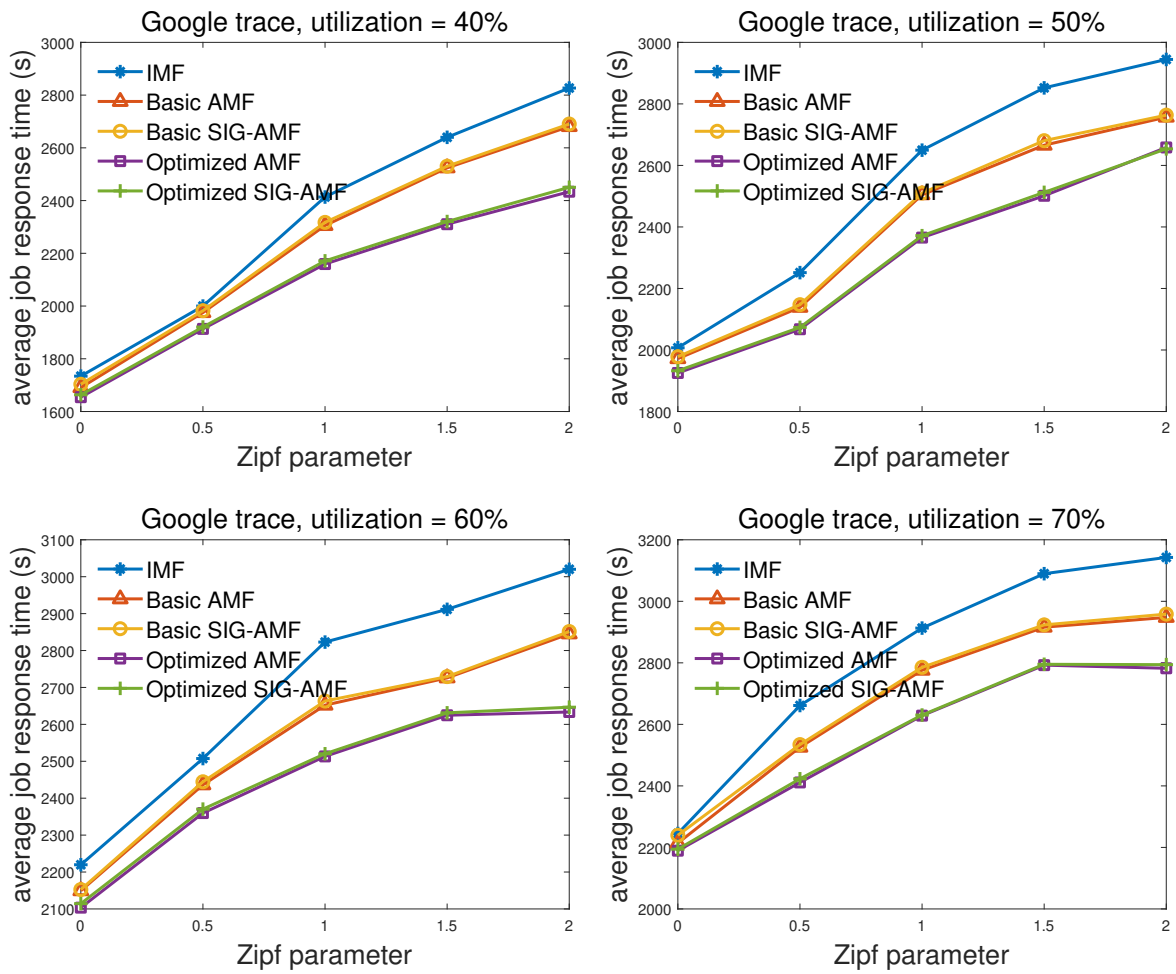 Google trace, utilization = 40%
average job response time (s)
3000
2800
2600
2400
2200
2000
1800
1600
IMF
Basic AMF
Basic SIG-AMF
Optimized AMF
Optimized SIG-AMF
0 0.5 1 1.5 2
Zipf parameter
Google trace, utilization = 50%
average job response time (s)
3000
2800
2600
2400
2200
2000
1800
IMF
Basic AMF
Basic SIG-AMF
Optimized AMF
Optimized SIG-AMF
0 0.5 1 1.5 2
Zipf parameter
Google trace, utilization = 60%
average job response time (s)
3100
3000
2900
2800
2700
2600
2500
2400
2300
2200
2100
IMF
Basic AMF
Basic SIG-AMF
Optimized AMF
Optimized SIG-AMF
0 0.5 1 1.5 2
Zipf parameter
Google trace, utilization = 70%
average job response time (s)
3200
3000
2800
2600
2400
2200
2000
IMF
Basic AMF
Basic SIG-AMF
Optimized AMF
Optimized SIG-AMF
0 0.5 1 1.5 2
Zipf parameter